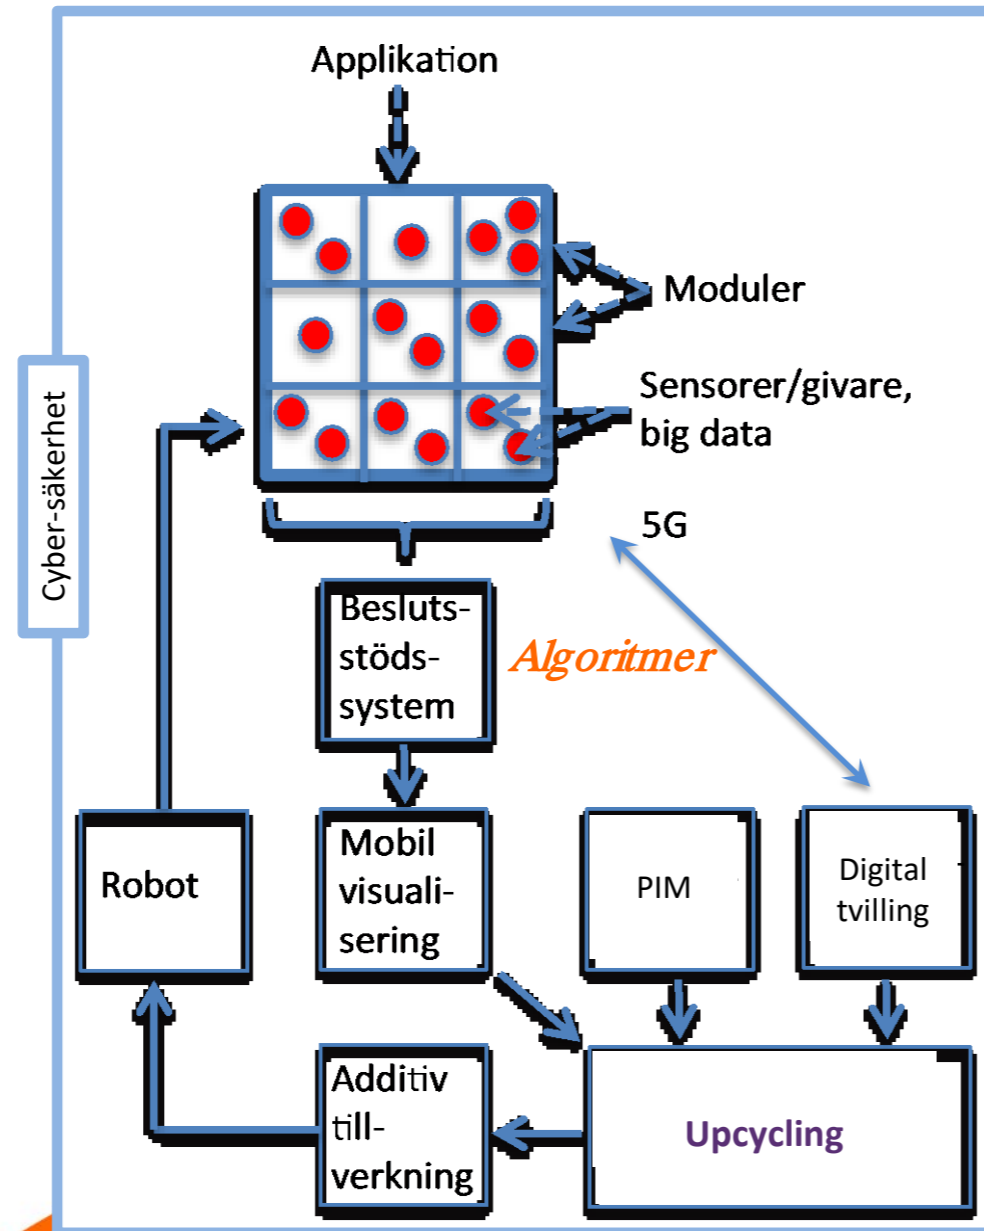 Applikation
Moduler
Sensorer/givare,
big data
Cyber-säkerhet
5G
Besluts-
stöds-
system
Algoritmer
Robot
Mobil
visuali-
sering
PIM
Digital
tvilling
Additiv
till-
verkning
Upcycling